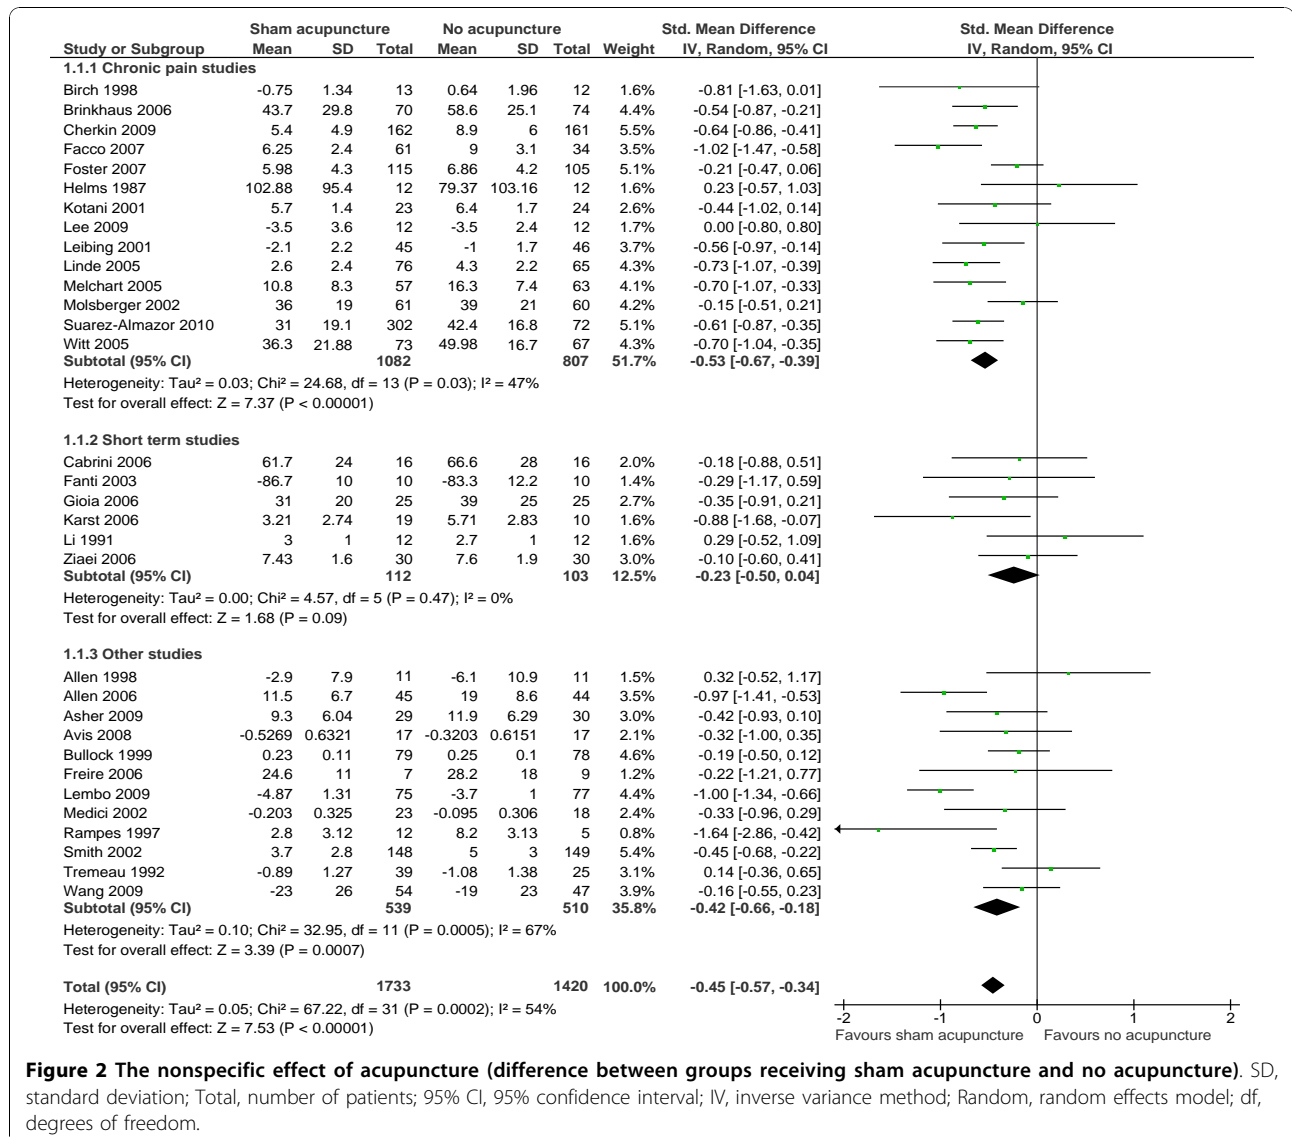 Sham acupuncture No acupuncture Std. Mean Difference Std. Mean Difference
Study or Subgroup Mean SD Total Mean SD Total Weight IV, Random, 95% CI IV, Random, 95% CI
1.1.1 Chronic pain studies
Birch 1998 -0.75 1.34 13 0.64 1.96 12 1.6% -0.81 [-1.63, 0.01]
Brinkhaus 2006 43.7 29.8 70 58.6 25.1 74 4.4% -0.54 [-0.87, -0.21]
Cherkin 2009 5.4 4.9 162 8.9 6 161 5.5% -0.64 [-0.86, -0.41]
Facco 2007 6.25 2.4 61 9 3.1 34 3.5% -1.02 [-1.47, -0.58]
Foster 2007 5.98 4.3 115 6.86 4.2 105 5.1% -0.21 [-0.47, 0.06]
Helms 1987 102.88 95.4 12 79.37 103.16 12 1.6% 0.23 [-0.57, 1.03]
Kotani 2001 5.7 1.4 23 6.4 1.7 24 2.6% -0.44 [-1.02, 0.14]
Lee 2009 -3.5 3.6 12 -3.5 2.4 12 1.7% 0.00 [-0.80, 0.80]
Leibing 2001 -2.1 2.2 45 -1 1.7 46 3.7% -0.56 [-0.97, -0.14]
Linde 2005 2.6 2.4 76 4.3 2.2 65 4.3% -0.73 [-1.07, -0.39]
Melchart 2005 10.8 8.3 57 16.3 7.4 63 4.1% -0.70 [-1.07, -0.33]
Molsberger 2002 36 19 61 39 21 60 4.2% -0.15 [-0.51, 0.21]
Suarez-Almazor 2010 31 19.1 302 42.4 16.8 72 5.1% -0.61 [-0.87, -0.35]
Witt 2005 36.3 21.88 73 49.98 16.7 67 4.3% -0.70 [-1.04, -0.35]
Subtotal (95% CI) 1082 807 51.7% -0.53 [-0.67, -0.39]
Heterogeneity: Tau² = 0.03; Chi² = 24.68, df = 13 (P = 0.03); I² = 47%
Test for overall effect: Z = 7.37 (P < 0.00001)
1.1.2 Short term studies
Cabrini 2006 61.7 24 16 66.6 28 16 2.0% -0.18 [-0.88, 0.51]
Fanti 2003 -86.7 10 10 -83.3 12.2 10 1.4% -0.29 [-1.17, 0.59]
Gioia 2006 31 20 25 39 25 25 2.7% -0.35 [-0.91, 0.21]
Karst 2006 3.21 2.74 19 5.71 2.83 10 1.6% -0.88 [-1.68, -0.07]
Li 1991 3 1 12 2.7 1 12 1.6% 0.29 [-0.52, 1.09]
Ziaei 2006 7.43 1.6 30 7.6 1.9 30 3.0% -0.10 [-0.60, 0.41]
Subtotal (95% CI) 112 103 12.5% -0.23 [-0.50, 0.04]
Heterogeneity: Tau² = 0.00; Chi² = 4.57, df = 5 (P = 0.47); I² = 0%
Test for overall effect: Z = 1.68 (P = 0.09)
1.1.3 Other studies
Allen 1998 -2.9 7.9 11 -6.1 10.9 11 1.5% 0.32 [-0.52, 1.17]
Allen 2006 11.5 6.7 45 19 8.6 44 3.5% -0.97 [-1.41, -0.53]
Asher 2009 9.3 6.04 29 11.9 6.29 30 3.0% -0.42 [-0.93, 0.10]
Avis 2008 -0.5269 0.6321 17 -0.3203 0.6151 17 2.1% -0.32 [-1.00, 0.35]
Bullock 1999 0.23 0.11 79 0.25 0.1 78 4.6% -0.19 [-0.50, 0.12]
Freire 2006 24.6 11 7 28.2 18 9 1.2% -0.22 [-1.21, 0.77]
Lembo 2009 -4.87 1.31 75 -3.7 1 77 4.4% -1.00 [-1.34, -0.66]
Medici 2002 -0.203 0.325 23 -0.095 0.306 18 2.4% -0.33 [-0.96, 0.29]
Rampes 1997 2.8 3.12 12 8.2 3.13 5 0.8% -1.64 [-2.86, -0.42]
Smith 2002 3.7 2.8 148 5 3 149 5.4% -0.45 [-0.68, -0.22]
Tremeau 1992 -0.89 1.27 39 -1.08 1.38 25 3.1% 0.14 [-0.36, 0.65]
Wang 2009 -23 26 54 -19 23 47 3.9% -0.16 [-0.55, 0.23]
Subtotal (95% CI) 539 510 35.8% -0.42 [-0.66, -0.18]
Heterogeneity: Tau² = 0.10; Chi² = 32.95, df = 11 (P = 0.0005); I² = 67%
Test for overall effect: Z = 3.39 (P = 0.0007)
Total (95% CI) 1733 1420 100.0% -0.45 [-0.57, -0.34]
Heterogeneity: Tau² = 0.05; Chi² = 67.22, df = 31 (P = 0.0002); I² = 54%
Test for overall effect: Z = 7.53 (P < 0.00001)
-2 -1 0 1 2
Favours sham acupuncture Favours no acupuncture
Figure 2 The nonspecific effect of acupuncture (difference between groups receiving sham acupuncture and no acupuncture). SD,
standard deviation; Total, number of patients; 95% CI, 95% confidence interval; IV, inverse variance method; Random, random effects model; df,
degrees of freedom.